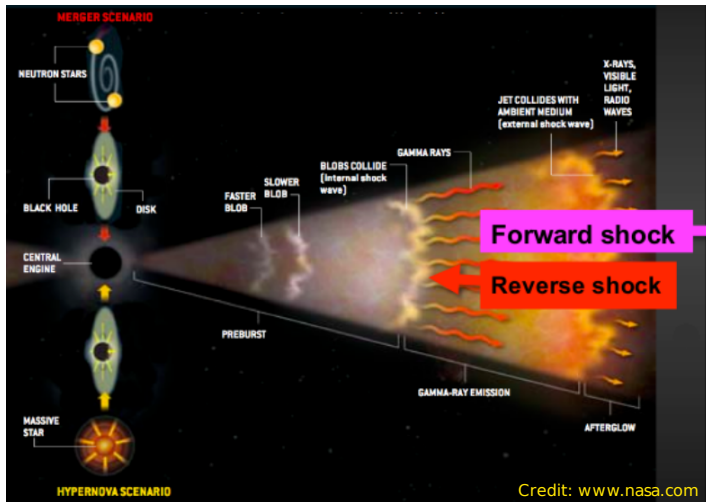 MERGER SCENARIO
NEUTRON STARS
BLACK HOLE
DISK
CENTRAL
ENGINE
MASSIVE
STAR
HYPERNOVA SCENARIO
FASTER
BLOB
SLOWER
BLOB
PREBURST
BLOBS COLLIDE
(internal shock
wave)
GAMMA RAYS
GAMMA-RAY EMISSION
JET COLLIDES WITH
AMBIENT MEDIUM
(external shock wave)
X-RAYS,
VISIBLE
LIGHT,
RADIO
WAVES
Forward shock
Reverse shock
AFTERGLOW
Credit: www.nasa.com